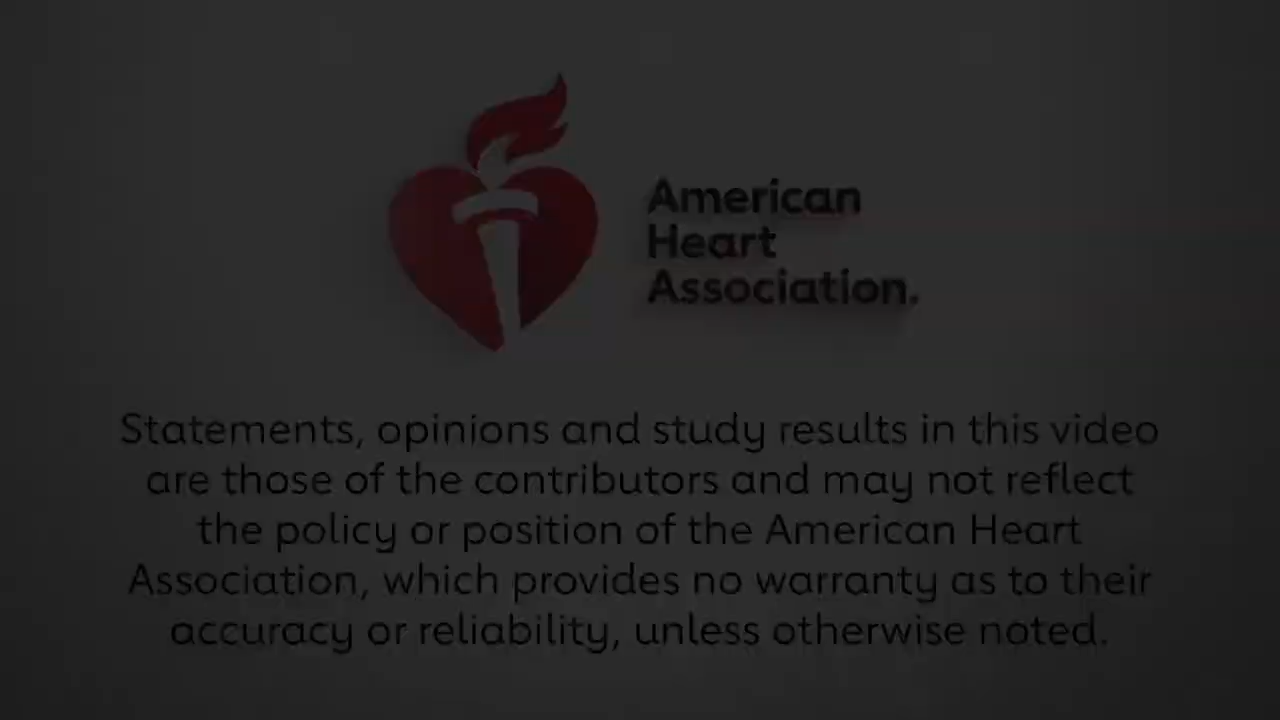 American
Heart
Association.
Statements, opinions and study results in this video
are those of the contributors and may not reflect
the policy or position of the American Heart
Association, which provides no warranty as to their
accuracy or reliability, unless otherwise noted.